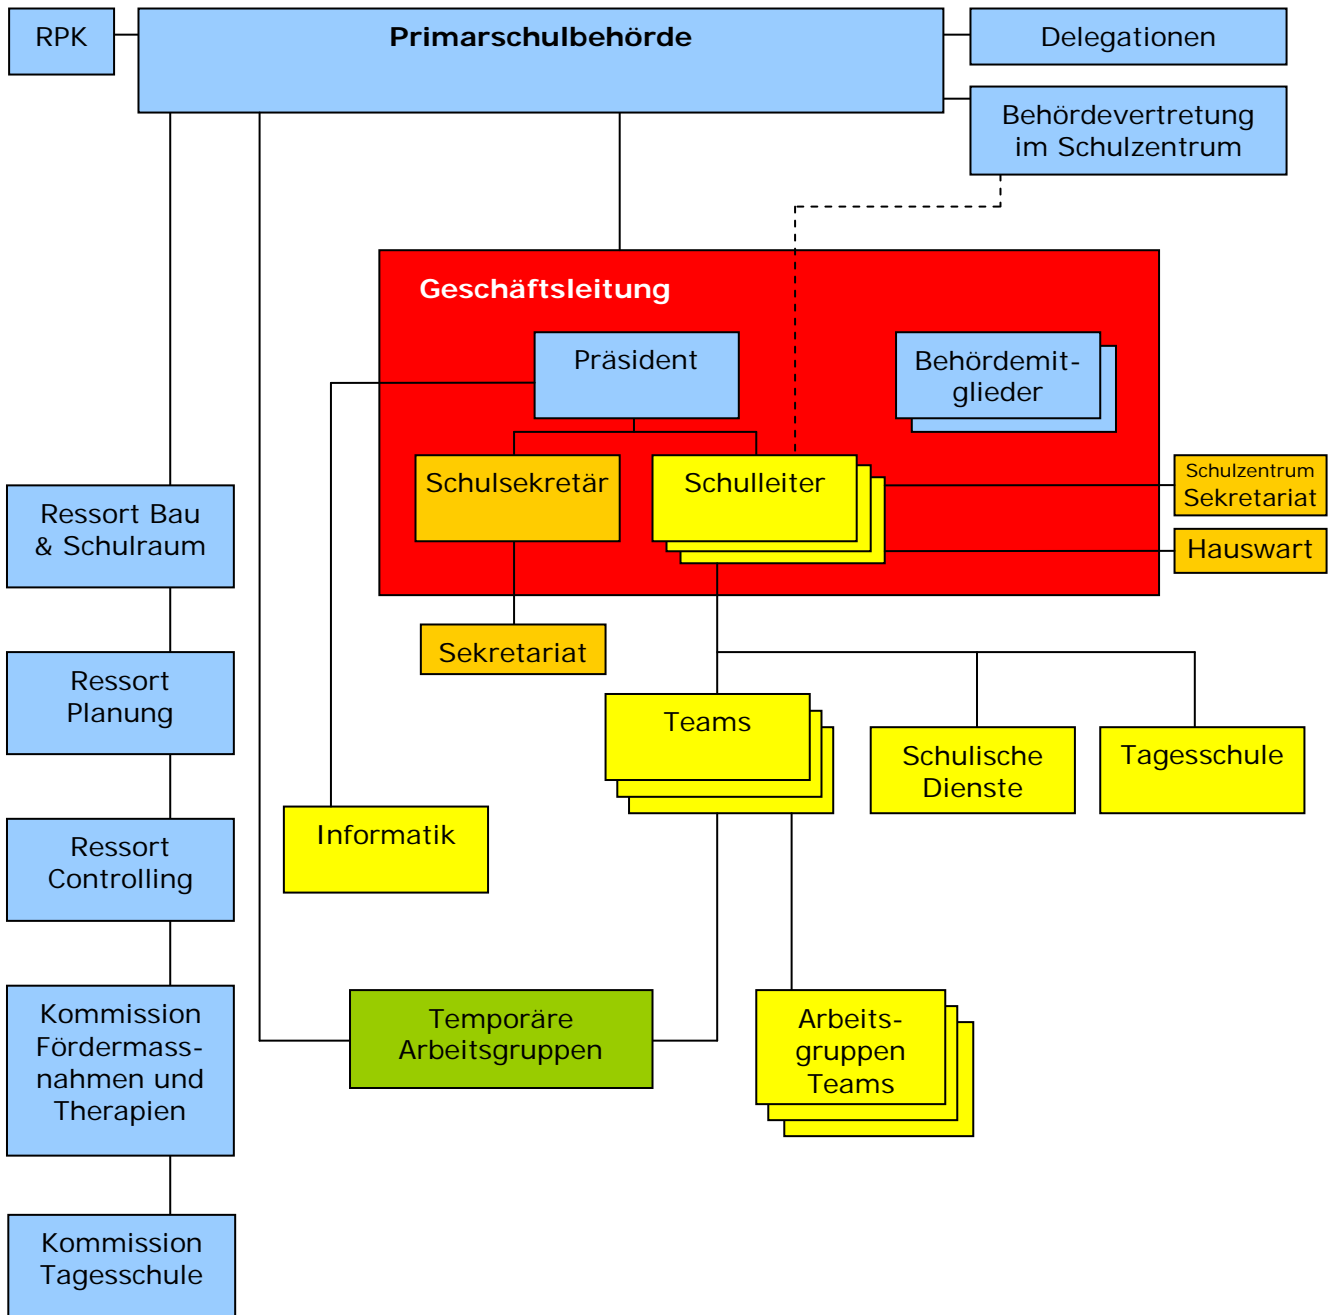 RPK
Primarschulbehörde
Delegationen
Behördevertretung
im Schulzentrum
Geschäftsleitung
Präsident
Behördemit-
glieder
Schulsekretär
Schulleiter
Schulzentrum
Sekretariat
Hauswart
Ressort Bau
& Schulraum
Sekretariat
Ressort
Planung
Teams
Schulische
Dienste
Tagesschule
Informatik
Ressort
Controlling
Kommission
Fördermass-
nahmen und
Therapien
Temporäre
Arbeitsgruppen
Arbeits-
gruppen
Teams
Kommission
Tagesschule